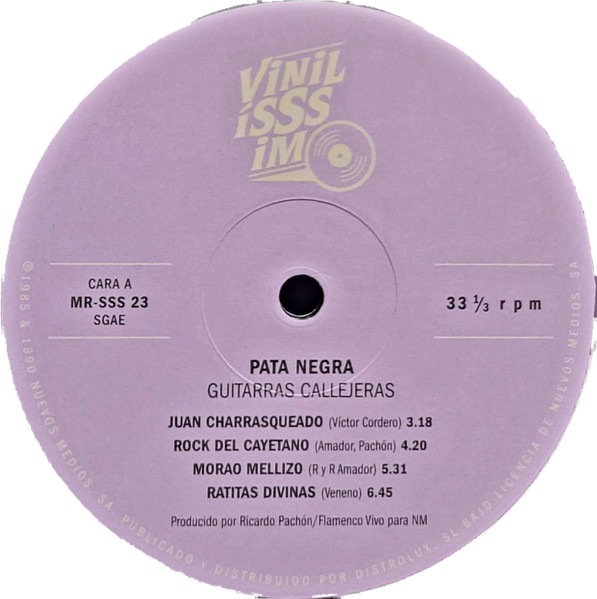 ViNiL
íSSS
iMO
CARA A
MR-SSS 23
SGAE
33 ⅓ rpm
PATA NEGRA
GUITARRAS CALLEJERAS
JUAN CHARRASQUEADO (Víctor Cordero) 3.18
ROCK DEL CAYETANO (Amador, Pachón) 4.20
MORAO MELLIZO (R y R Amador) 5.31
RATITAS DIVINAS (Veneno) 6.45
Producido por Ricardo Pachón/Flamenco Vivo para NM
©1985 & 1990 NUEVOS MEDIOS, SA. PUBLICADO Y DISTRIBUIDO POR DISTROLUX, SL BAJO LICENCIA DE NUEVOS MEDIOS, SA